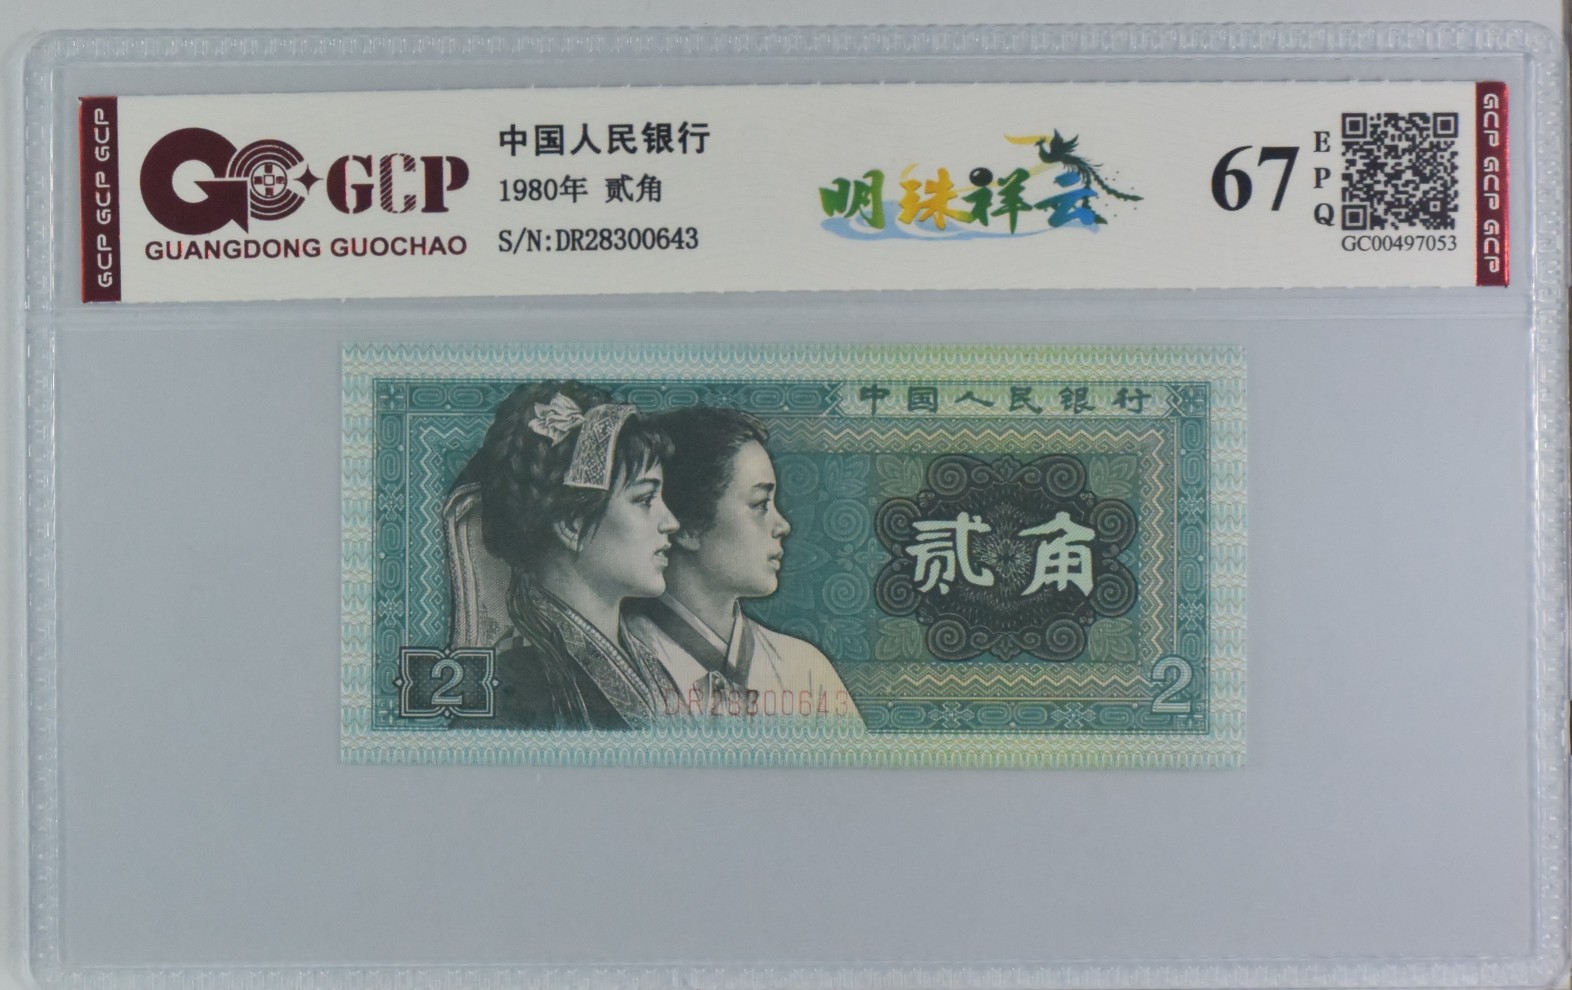 GCP GCP GCP
GCP
GUANGDONG GUOCHAO
中国人民银行
1980年 贰角
S/N:DR28300643
明珠祥云
67
EPQ
GC00497053
GCP GCP GCP
中国人民银行
贰角
2
DR28300643
2